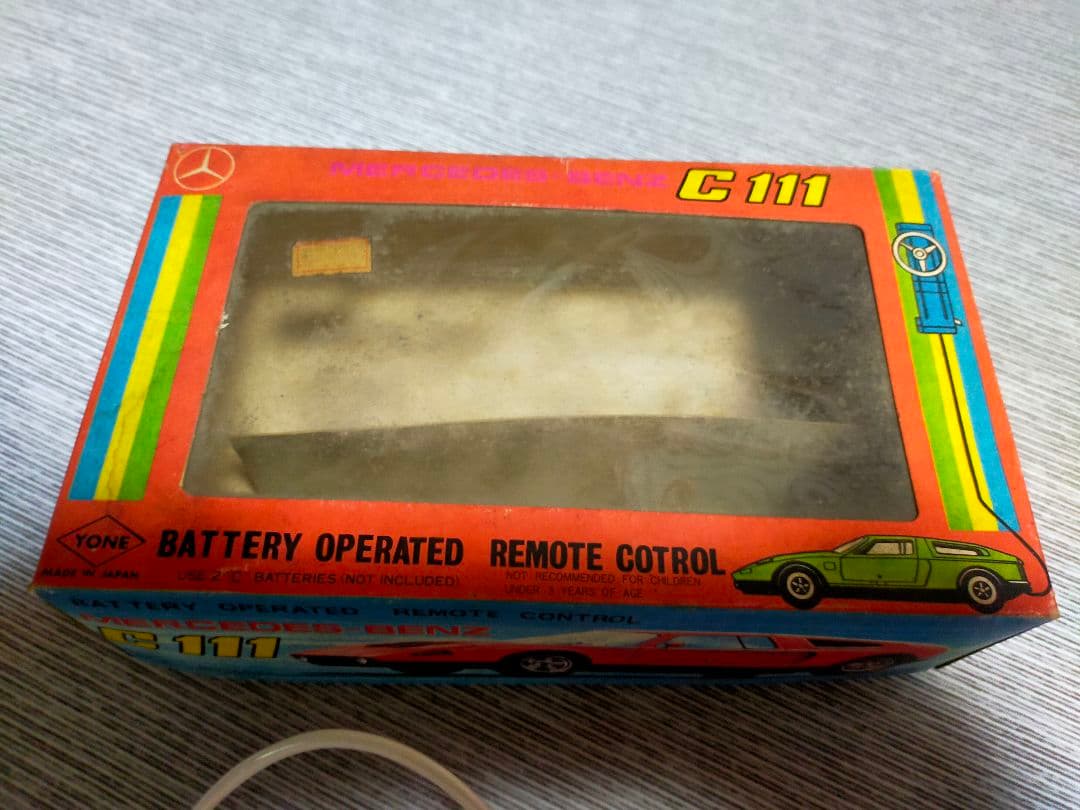 MERCEDES-BENZ C 111
YONE
MADE IN JAPAN
BATTERY OPERATED REMOTE COTROL
USE 2 "C" BATTERIES (NOT INCLUDED)
NOT RECOMMENDED FOR CHILDREN
UNDER 3 YEARS OF AGE
BATTERY OPERATED REMOTE CONTROL
MERCEDES BENZ
C 111